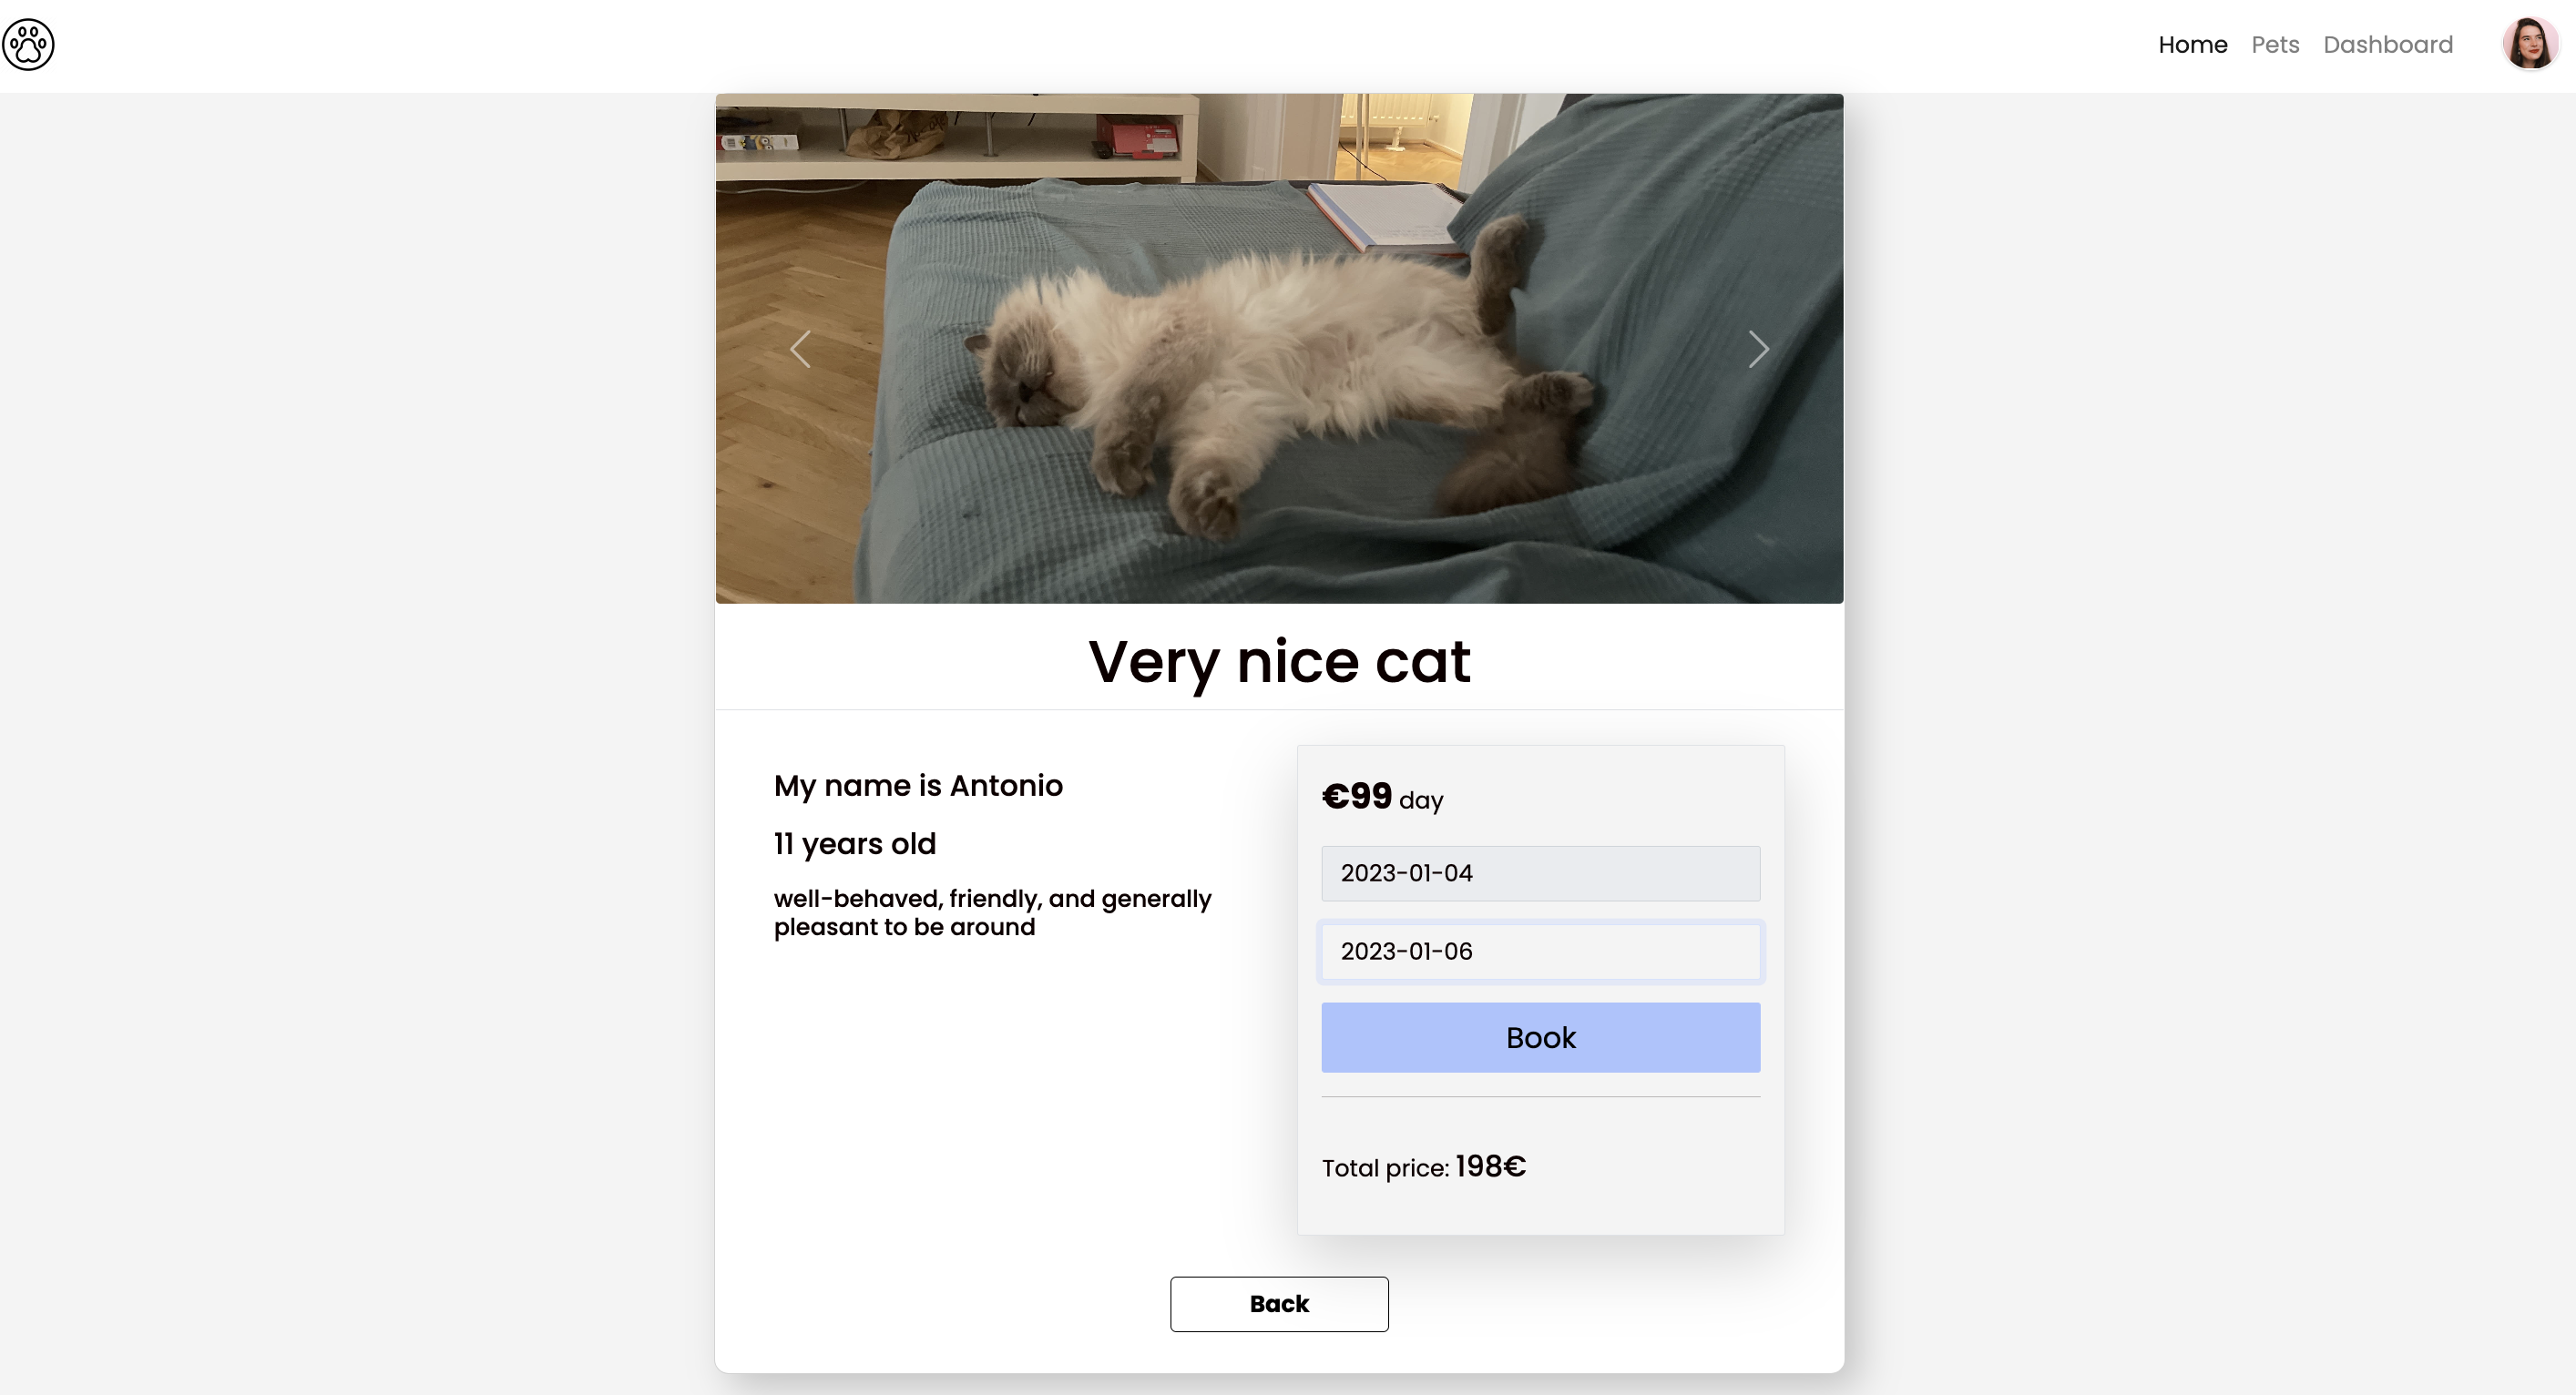 Home Pets Dashboard
Very nice cat
My name is Antonio
11 years old
well-behaved, friendly, and generally
pleasant to be around
€99 day
2023-01-04
2023-01-06
Book
Total price: 198€
Back